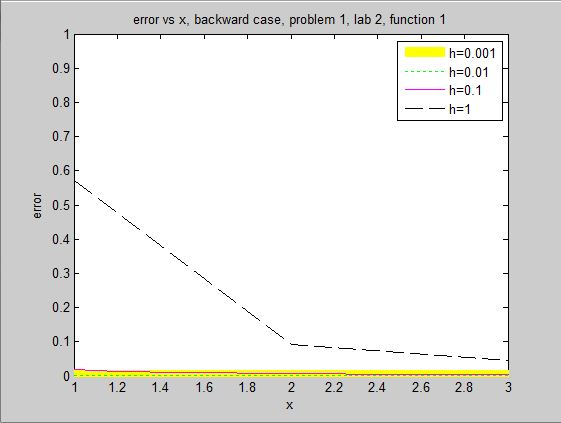 error vs x, backward case, problem 1, lab 2, function 1
h=0.001
h=0.01
h=0.1
h=1
1
0.9
0.8
0.7
0.6
0.5
0.4
0.3
0.2
0.1
0
error
1 1.2 1.4 1.6 1.8 2 2.2 2.4 2.6 2.8 3
x